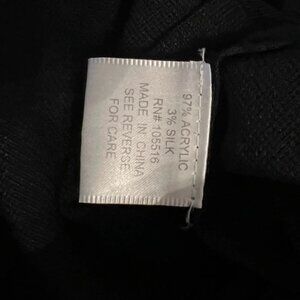 97% ACRYLIC
3% SILK
RN# 105516
MADE IN CHINA
SEE REVERSE
FOR CARE